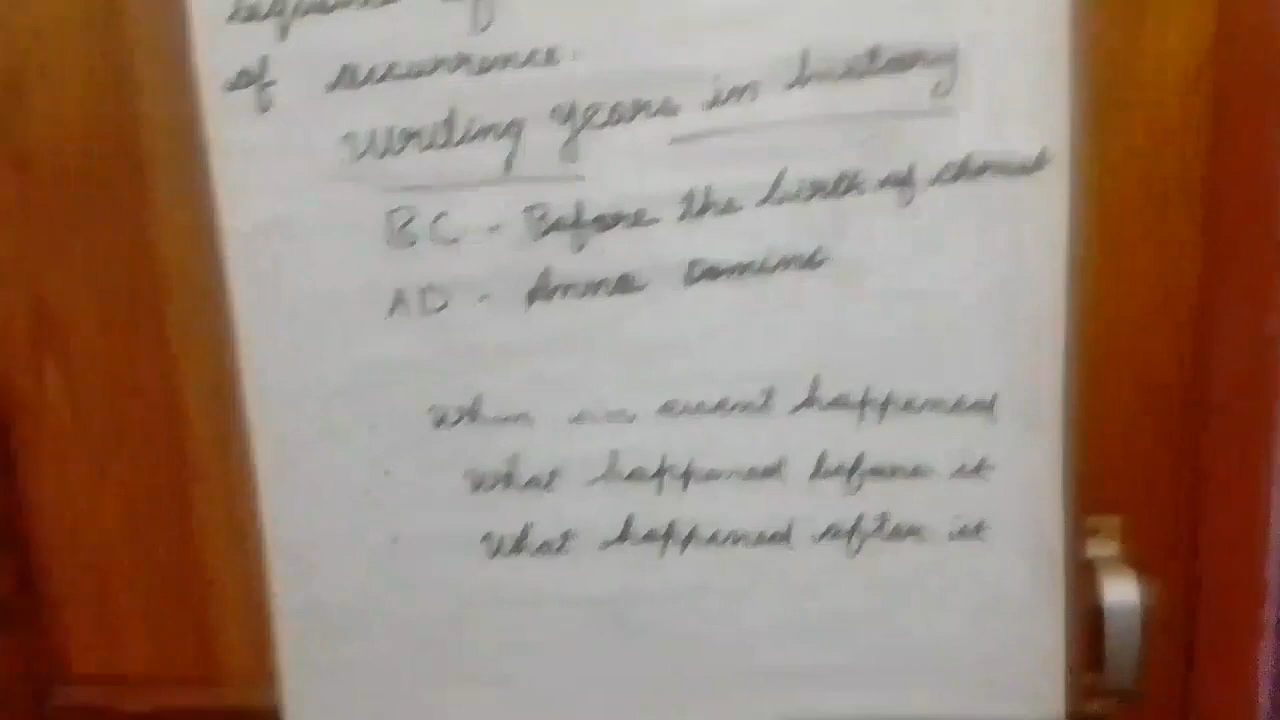 of occurrence.
Writing years in history
BC - Before the birth of christ
AD - Anno Domini
When an event happened
What happened before it
What happened after it